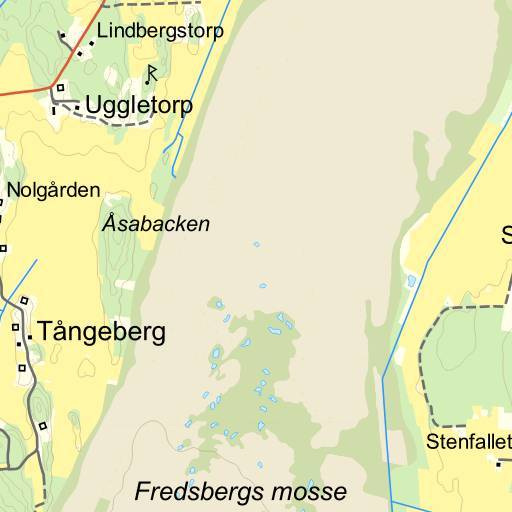 Lindbergstorp
Uggletorp
Nolgården
Åsabacken
S
Tångeberg
Stenfallet
Fredsbergs mosse